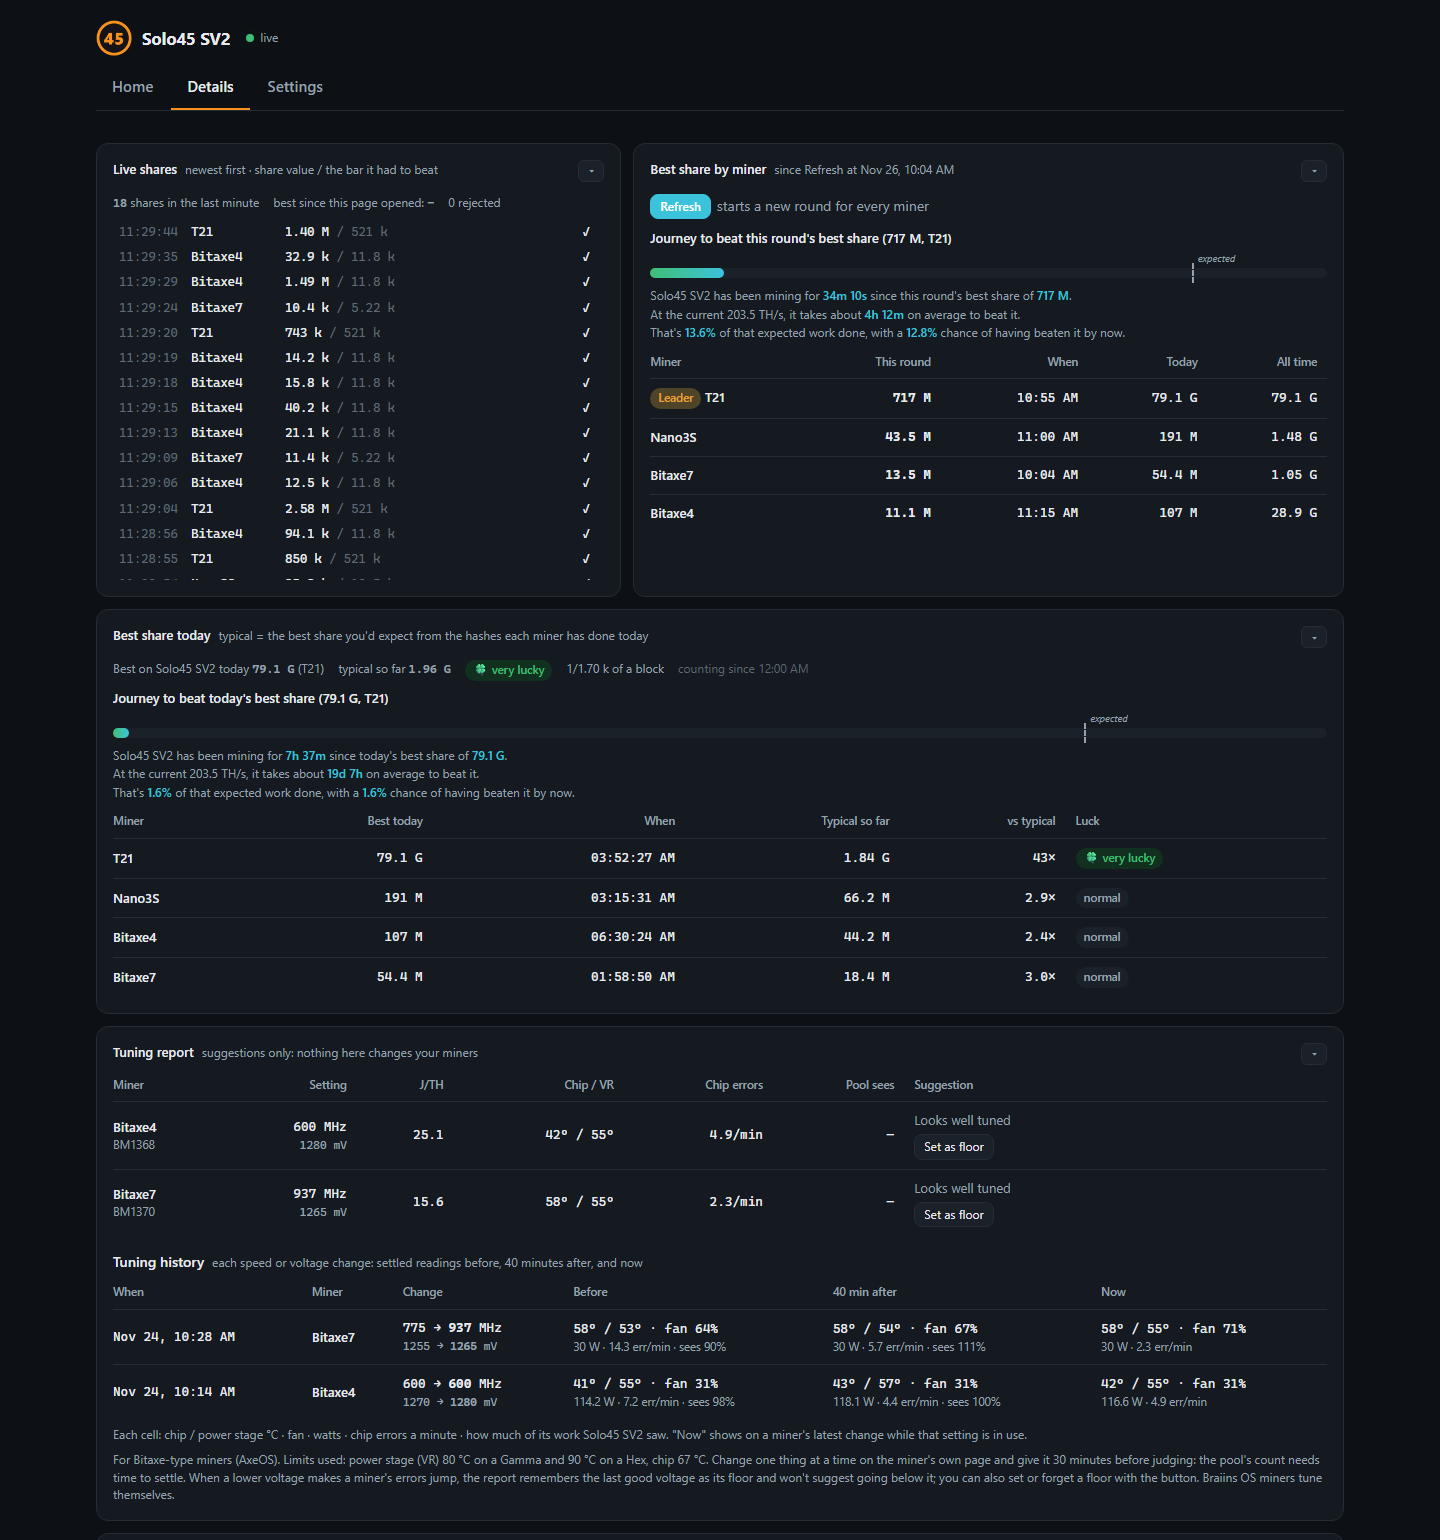 45 Solo45 SV2 live
Home Details Settings
Live shares newest first · share value / the bar it had to beat
18 shares in the last minute best since this page opened: – 0 rejected
11:29:44 T21 1.40 M / 521 k ✓
11:29:35 Bitaxe4 32.9 k / 11.8 k ✓
11:29:29 Bitaxe4 1.49 M / 11.8 k ✓
11:29:24 Bitaxe7 10.4 k / 5.22 k ✓
11:29:20 T21 743 k / 521 k ✓
11:29:19 Bitaxe4 14.2 k / 11.8 k ✓
11:29:18 Bitaxe4 15.8 k / 11.8 k ✓
11:29:15 Bitaxe4 40.2 k / 11.8 k ✓
11:29:13 Bitaxe4 21.1 k / 11.8 k ✓
11:29:09 Bitaxe7 11.4 k / 5.22 k ✓
11:29:06 Bitaxe4 12.5 k / 11.8 k ✓
11:29:04 T21 2.58 M / 521 k ✓
11:28:56 Bitaxe4 94.1 k / 11.8 k ✓
11:28:55 T21 850 k / 521 k ✓
Best share by miner since Refresh at Nov 26, 10:04 AM
Refresh starts a new round for every miner
Journey to beat this round's best share (717 M, T21)
expected
Solo45 SV2 has been mining for 34m 10s since this round's best share of 717 M.
At the current 203.5 TH/s, it takes about 4h 12m on average to beat it.
That's 13.6% of that expected work done, with a 12.8% chance of having beaten it by now.
Miner This round When Today All time
Leader T21 717 M 10:55 AM 79.1 G 79.1 G
Nano3S 43.5 M 11:00 AM 191 M 1.48 G
Bitaxe7 13.5 M 10:04 AM 54.4 M 1.05 G
Bitaxe4 11.1 M 11:15 AM 107 M 28.9 G
Best share today typical = the best share you'd expect from the hashes each miner has done today
Best on Solo45 SV2 today 79.1 G (T21) typical so far 1.96 G very lucky 1/1.70 k of a block counting since 12:00 AM
Journey to beat today's best share (79.1 G, T21)
expected
Solo45 SV2 has been mining for 7h 37m since today's best share of 79.1 G.
At the current 203.5 TH/s, it takes about 19d 7h on average to beat it.
That's 1.6% of that expected work done, with a 1.6% chance of having beaten it by now.
Miner Best today When Typical so far vs typical Luck
T21 79.1 G 03:52:27 AM 1.84 G 43× very lucky
Nano3S 191 M 03:15:31 AM 66.2 M 2.9× normal
Bitaxe4 107 M 06:30:24 AM 44.2 M 2.4× normal
Bitaxe7 54.4 M 01:58:50 AM 18.4 M 3.0× normal
Tuning report suggestions only: nothing here changes your miners
Miner Setting J/TH Chip / VR Chip errors Pool sees Suggestion
Bitaxe4 600 MHz 25.1 42° / 55° 4.9/min – Looks well tuned
BM1368 1280 mV Set as floor
Bitaxe7 937 MHz 15.6 58° / 55° 2.3/min – Looks well tuned
BM1370 1265 mV Set as floor
Tuning history each speed or voltage change: settled readings before, 40 minutes after, and now
When Miner Change Before 40 min after Now
Nov 24, 10:28 AM Bitaxe7 775 → 937 MHz 58° / 53° · fan 64% 58° / 54° · fan 67% 58° / 55° · fan 71%
1255 → 1265 mV 30 W · 14.3 err/min · sees 90% 30 W · 5.7 err/min · sees 111% 30 W · 2.3 err/min
Nov 24, 10:14 AM Bitaxe4 600 → 600 MHz 41° / 55° · fan 31% 43° / 57° · fan 31% 42° / 55° · fan 31%
1270 → 1280 mV 114.2 W · 7.2 err/min · sees 98% 118.1 W · 4.4 err/min · sees 100% 116.6 W · 4.9 err/min
Each cell: chip / power stage °C · fan · watts · chip errors a minute · how much of its work Solo45 SV2 saw. "Now" shows on a miner's latest change while that setting is in use.
For Bitaxe-type miners (AxeOS). Limits used: power stage (VR) 80 °C on a Gamma and 90 °C on a Hex, chip 67 °C. Change one thing at a time on the miner's own page and give it 30 minutes before judging: the pool's count needs
time to settle. When a lower voltage makes a miner's errors jump, the report remembers the last good voltage as its floor and won't suggest going below it; you can also set or forget a floor with the button. Braiins OS miners tune
themselves.